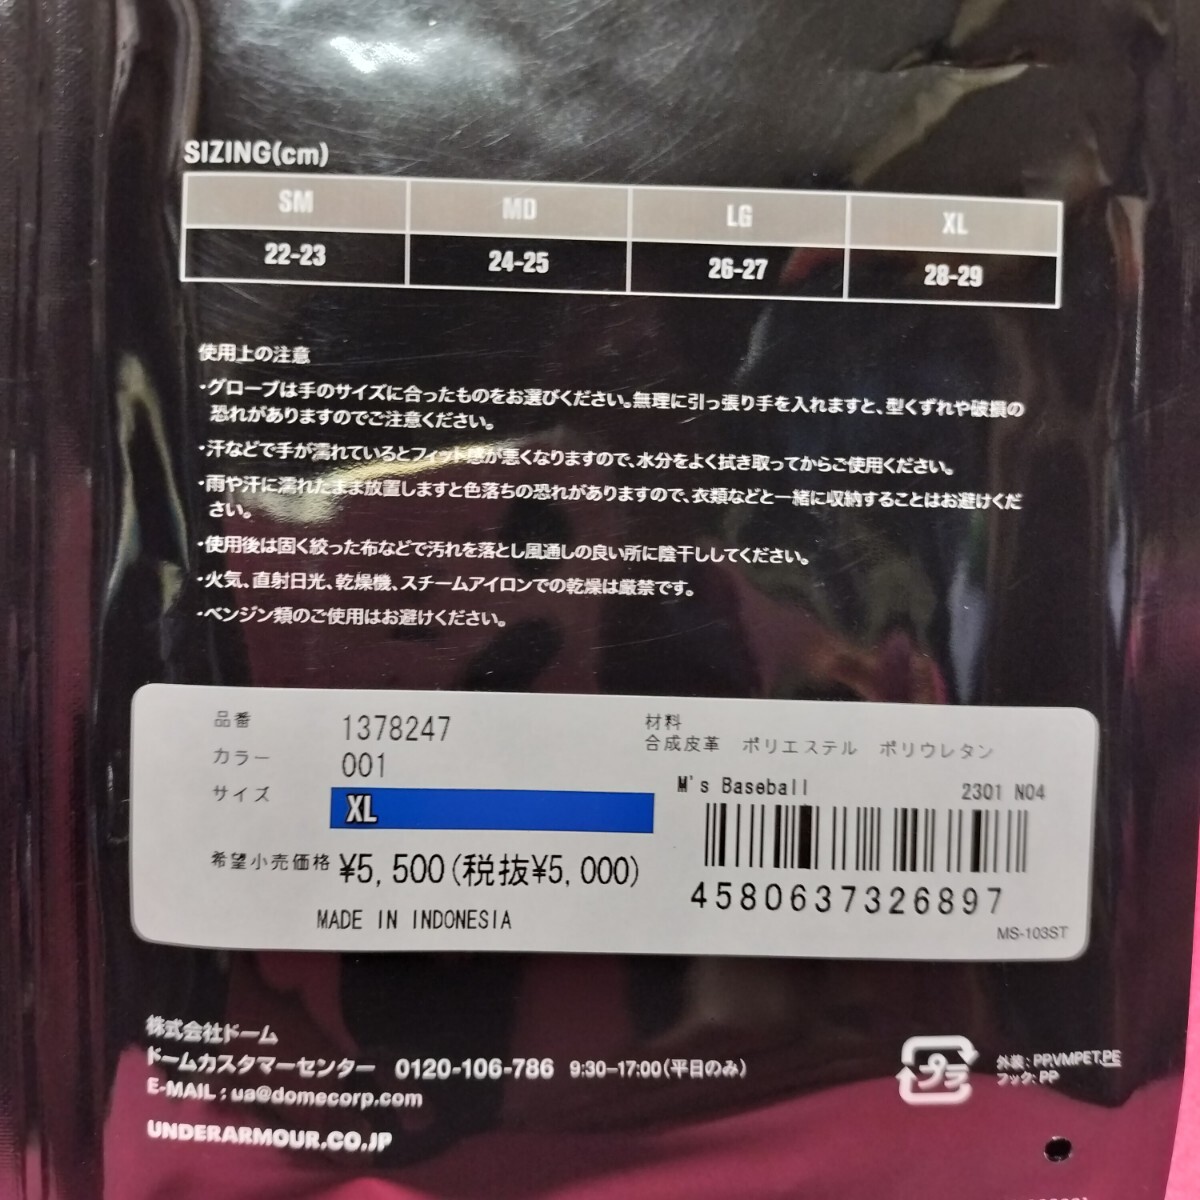 SIZING(cm)
SM MD LG XL
22-23 24-25 26-27 28-29
使用上の注意
・グローブは手のサイズに合ったものをお選びください。無理に引っ張り手を入れますと、型くずれや破損の
恐れがありますのでご注意ください。
・汗などで手が濡れているとフィット感が悪くなりますので、水分をよく拭き取ってからご使用ください。
・雨や汗に濡れたまま放置しますと色落ちの恐れがありますので、衣類などと一緒に収納することはお避けくだ
さい。
・使用後は固く絞った布などで汚れを落とし風通しの良い所に陰干ししてください。
・火気、直射日光、乾燥機、スチームアイロンでの乾燥は厳禁です。
・ベンジン類のご使用はお避けください。
品番 1378247
カラー 001
サイズ XL
希望小売価格 ¥5,500(税抜¥5,000)
MADE IN INDONESIA
材料
合成皮革 ポリエステル ポリウレタン
M's Baseball 2301 N04
4580637326897
MS-103ST
株式会社ドーム
ドームカスタマーセンター 0120-106-786 9:30–17:00(平日のみ)
E-MAIL : ua@domecorp.com
UNDERARMOUR.CO.JP
プラ
外装 : PP,VMPET,PE
フック : PP